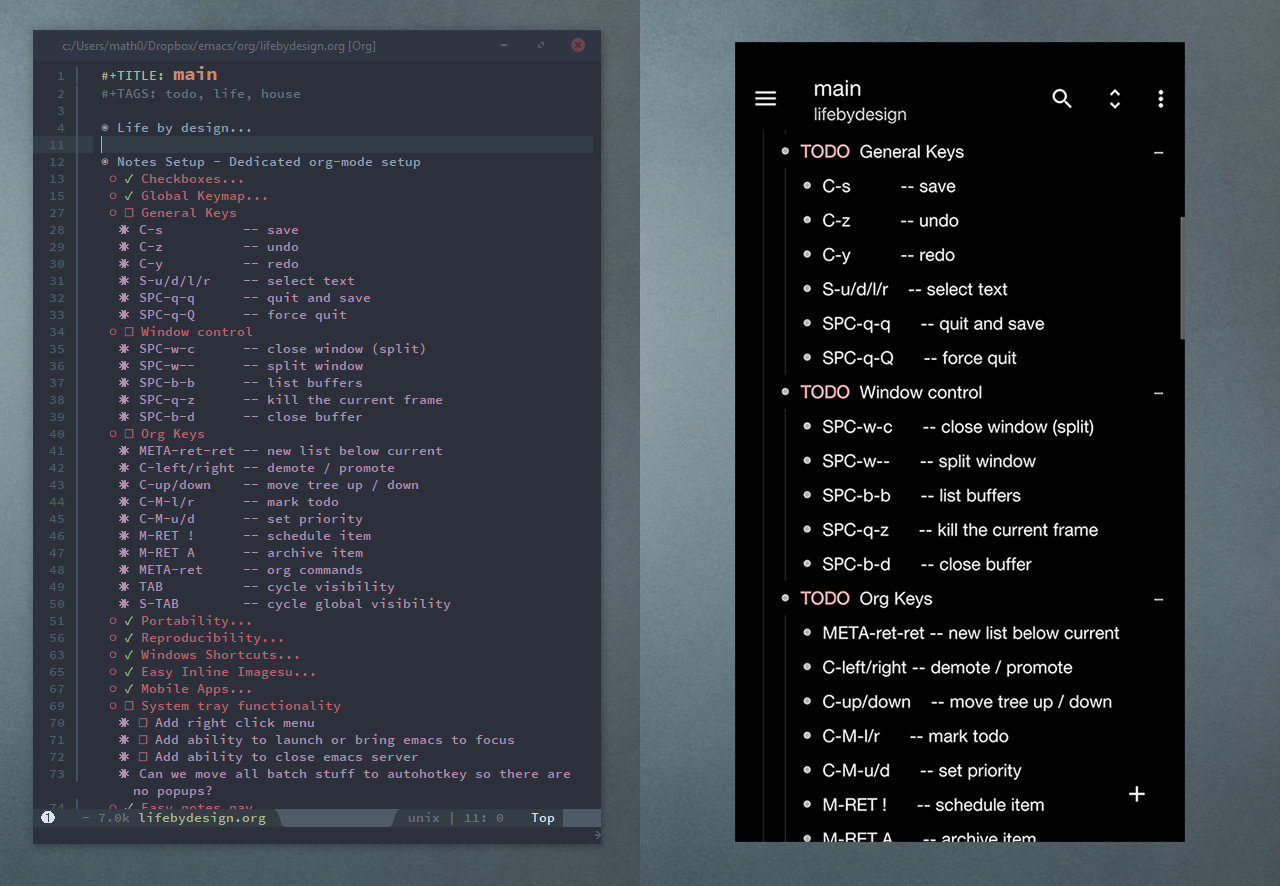 c:/Users/math0/Dropbox/emacs/org/lifebydesign.org [Org]
1 #+TITLE: main
2 #+TAGS: todo, life, house
3
4 Life by design...
11
12 Notes Setup - Dedicated org-mode setup
13 ✓ Checkboxes...
15 ✓ Global Keymap...
27 General Keys
28 C-s -- save
29 C-z -- undo
30 C-y -- redo
31 S-u/d/l/r -- select text
32 SPC-q-q -- quit and save
33 SPC-q-Q -- force quit
34 Window control
35 SPC-w-c -- close window (split)
36 SPC-w-- -- split window
37 SPC-b-b -- list buffers
38 SPC-q-z -- kill the current frame
39 SPC-b-d -- close buffer
40 Org Keys
41 META-ret-ret -- new list below current
42 C-left/right -- demote / promote
43 C-up/down -- move tree up / down
44 C-M-l/r -- mark todo
45 C-M-u/d -- set priority
46 M-RET ! -- schedule item
47 M-RET A -- archive item
48 META-ret -- org commands
49 TAB -- cycle visibility
50 S-TAB -- cycle global visibility
51 ✓ Portability...
56 ✓ Reproducibility...
63 ✓ Windows Shortcuts...
65 ✓ Easy Inline Imagesu...
67 ✓ Mobile Apps...
69 System tray functionality
70 Add right click menu
71 Add ability to launch or bring emacs to focus
72 Add ability to close emacs server
73 Can we move all batch stuff to autohotkey so there are
no popups?
74 ✓ Easy notes nav
1 - 7.0k lifebydesign.org unix | 11: 0 Top
main
lifebydesign
TODO General Keys
C-s -- save
C-z -- undo
C-y -- redo
S-u/d/l/r -- select text
SPC-q-q -- quit and save
SPC-q-Q -- force quit
TODO Window control
SPC-w-c -- close window (split)
SPC-w-- -- split window
SPC-b-b -- list buffers
SPC-q-z -- kill the current frame
SPC-b-d -- close buffer
TODO Org Keys
META-ret-ret -- new list below current
C-left/right -- demote / promote
C-up/down -- move tree up / down
C-M-l/r -- mark todo
C-M-u/d -- set priority
M-RET ! -- schedule item
M-RET A -- archive item